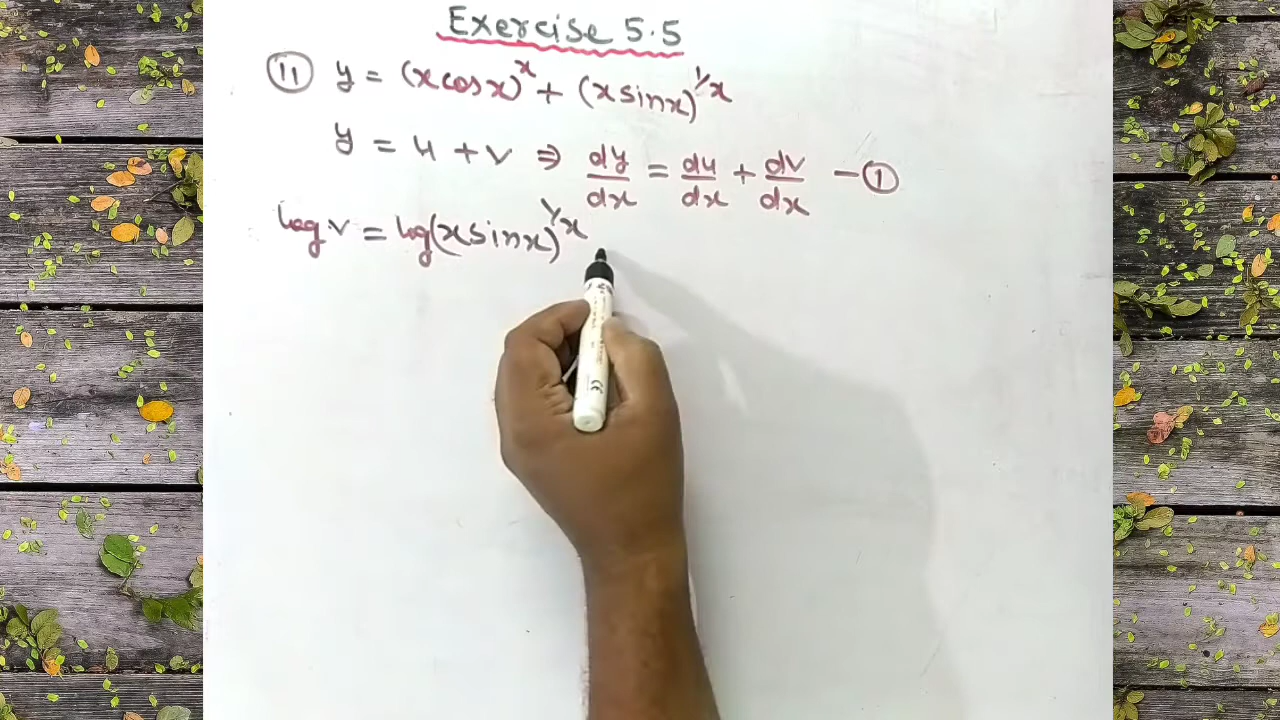 Exercise 5.5
⑪ y = (x cos x)^x + (x sin x)^1/x
y = u + v ⇒ dy/dx = du/dx + dv/dx - ①
log v = log (x sin x)^1/x